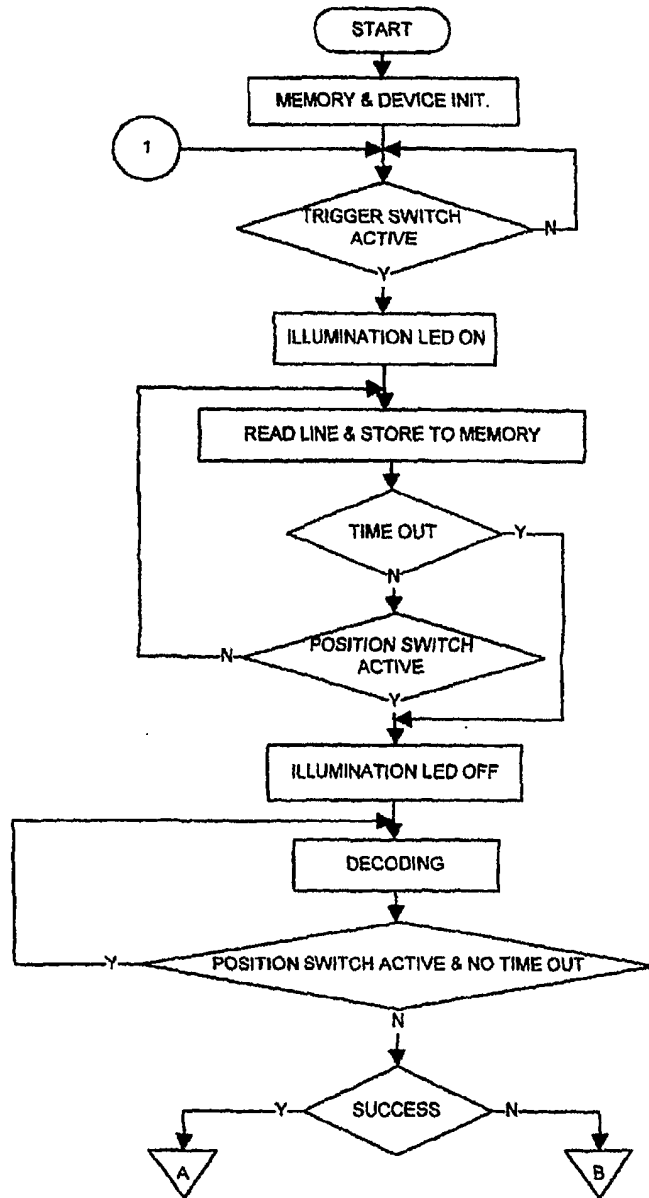 START
MEMORY & DEVICE INIT.
1
TRIGGER SWITCH
ACTIVE
N
Y
ILLUMINATION LED ON
READ LINE & STORE TO MEMORY
TIME OUT
Y
N
POSITION SWITCH
ACTIVE
N
Y
ILLUMINATION LED OFF
DECODING
POSITION SWITCH ACTIVE & NO TIME OUT
Y
N
SUCCESS
Y
N
A
B